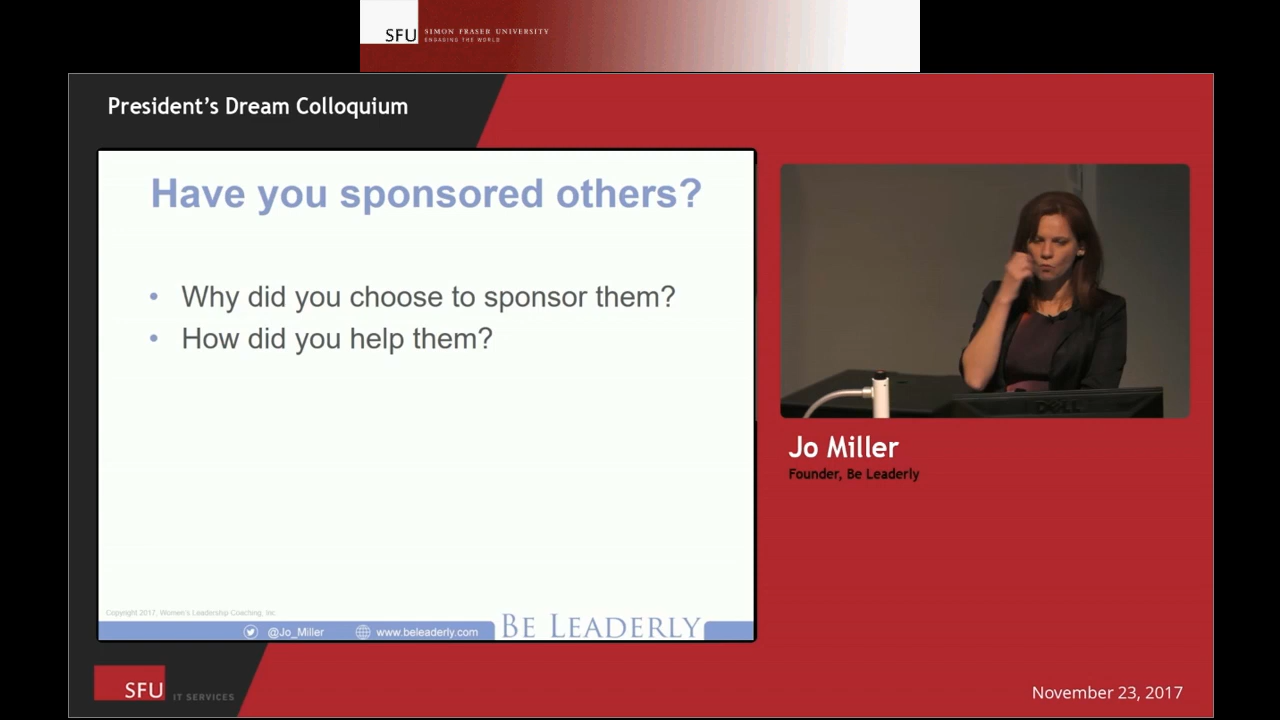 SFU SIMON FRASER UNIVERSITY
ENGAGING THE WORLD
President's Dream Colloquium
Have you sponsored others?
• Why did you choose to sponsor them?
• How did you help them?
Copyright 2017, Women's Leadership Coaching, Inc.
@Jo_Miller www.beleaderly.com BE LEADERLY
DELL
Jo Miller
Founder, Be Leaderly
SFU IT SERVICES
November 23, 2017